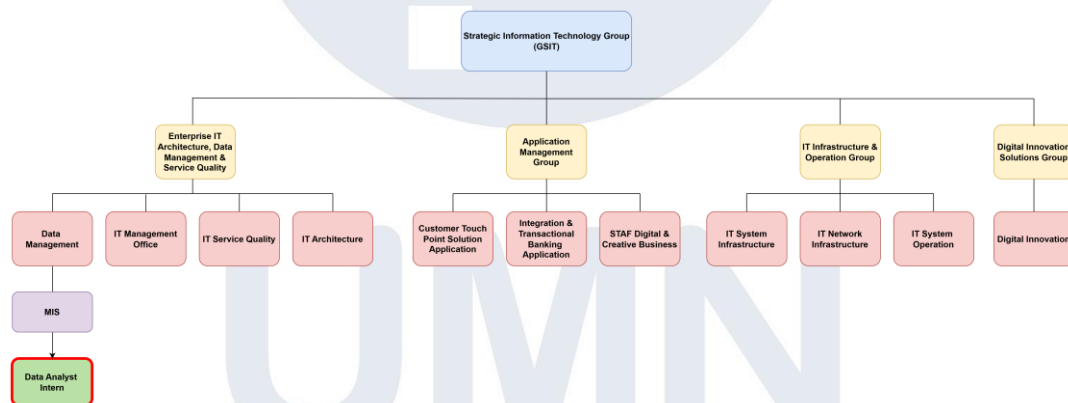 Strategic Information Technology Group
(GSIT)
Enterprise IT
Architecture, Data
Management &
Service Quality
Application
Management
Group
IT Infrastructure &
Operation Group
Digital Innovation
Solutions Group
Data
Management
IT Management
Office
IT Service Quality
IT Architecture
Customer Touch
Point Solution
Application
Integration &
Transactional
Banking
Application
STAF Digital &
Creative Business
IT System
Infrastructure
IT Network
Infrastructure
IT System
Operation
Digital Innovation
MIS
Data Analyst
Intern
UMN